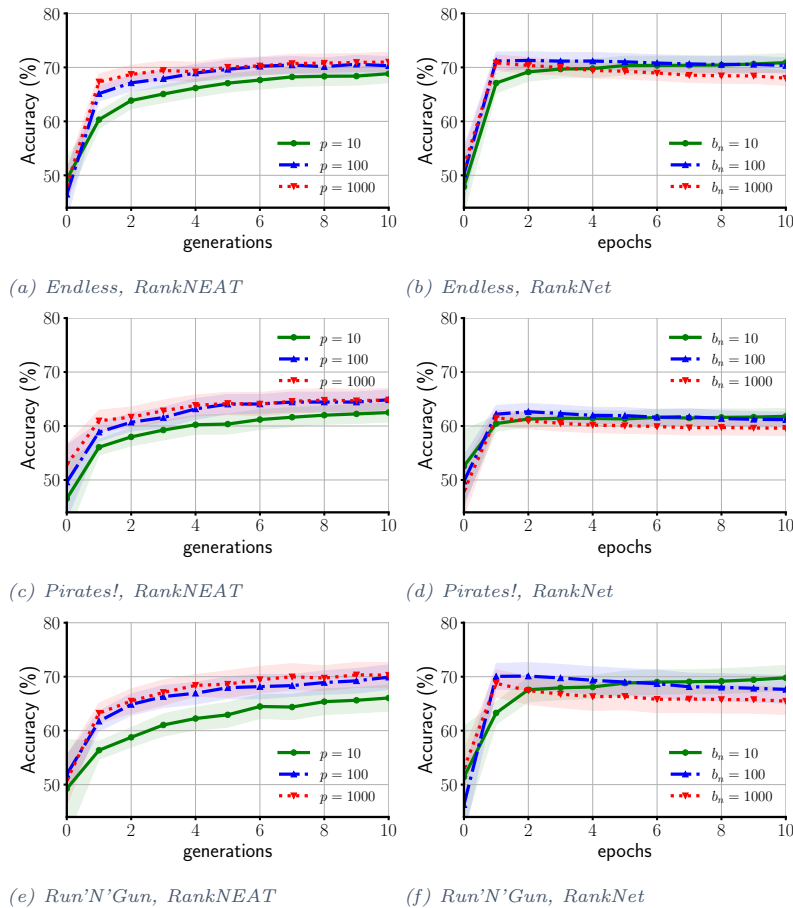 80
70
60
50
Accuracy (%)
p = 10
p = 100
p = 1000
0 2 4 6 8 10
generations
80
70
60
50
Accuracy (%)
b_n = 10
b_n = 100
b_n = 1000
0 2 4 6 8 10
epochs
(a) Endless, RankNEAT
(b) Endless, RankNet
80
70
60
50
Accuracy (%)
p = 10
p = 100
p = 1000
0 2 4 6 8 10
generations
80
70
60
50
Accuracy (%)
b_n = 10
b_n = 100
b_n = 1000
0 2 4 6 8 10
epochs
(c) Pirates!, RankNEAT
(d) Pirates!, RankNet
80
70
60
50
Accuracy (%)
p = 10
p = 100
p = 1000
0 2 4 6 8 10
generations
80
70
60
50
Accuracy (%)
b_n = 10
b_n = 100
b_n = 1000
0 2 4 6 8 10
epochs
(e) Run'N'Gun, RankNEAT
(f) Run'N'Gun, RankNet